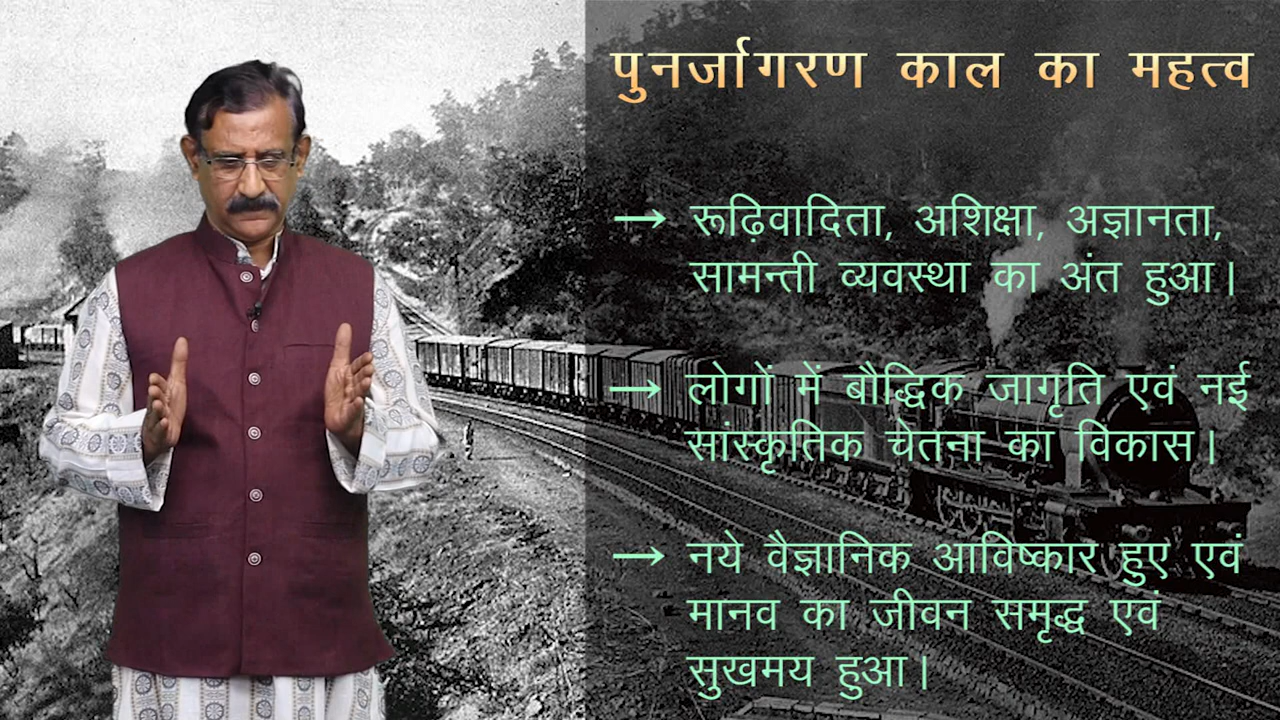 पुनर्जागरण काल का महत्व
→ रूढ़िवादिता, अशिक्षा, अज्ञानता,
सामन्ती व्यवस्था का अंत हुआ।
→ लोगों में बौद्धिक जागृति एवं नई
सांस्कृतिक चेतना का विकास।
→ नये वैज्ञानिक आविष्कार हुए एवं
मानव का जीवन समृद्ध एवं
सुखमय हुआ।